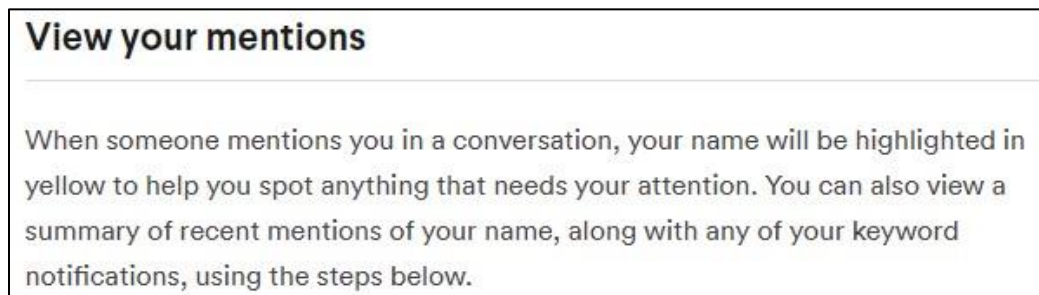 View your mentions
When someone mentions you in a conversation, your name will be highlighted in
yellow to help you spot anything that needs your attention. You can also view a
summary of recent mentions of your name, along with any of your keyword
notifications, using the steps below.